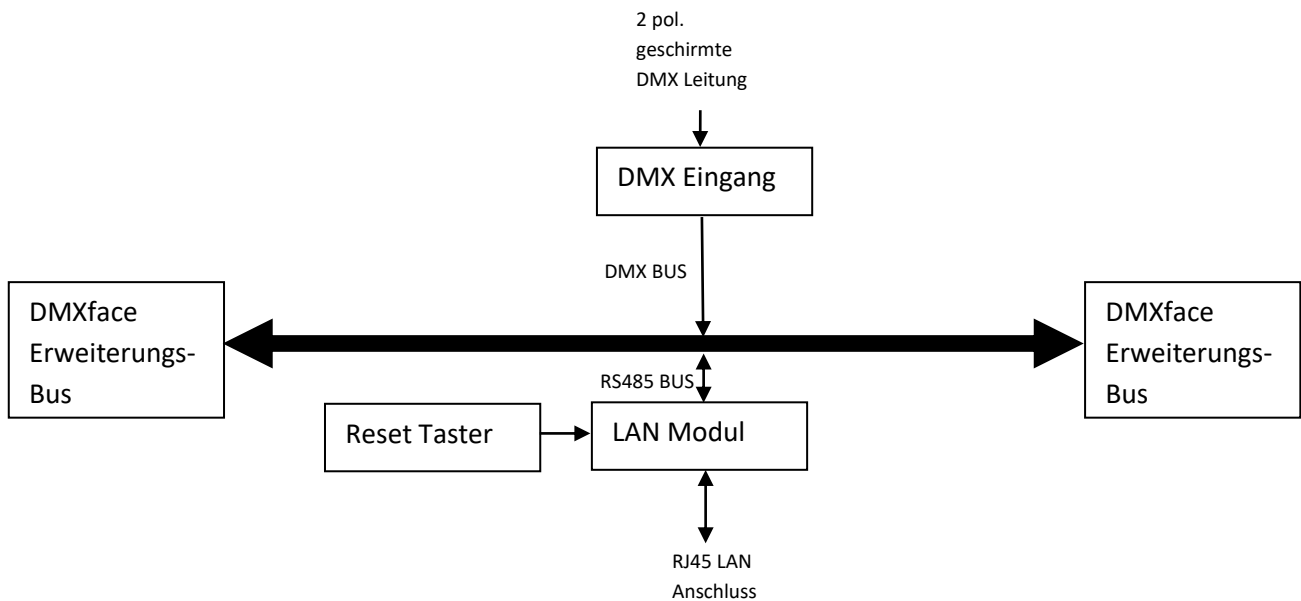 2 pol.
geschirmte
DMX Leitung
DMX Eingang
DMX BUS
DMXface
Erweiterungs-
Bus
DMXface
Erweiterungs-
Bus
RS485 BUS
Reset Taster
LAN Modul
RJ45 LAN
Anschluss